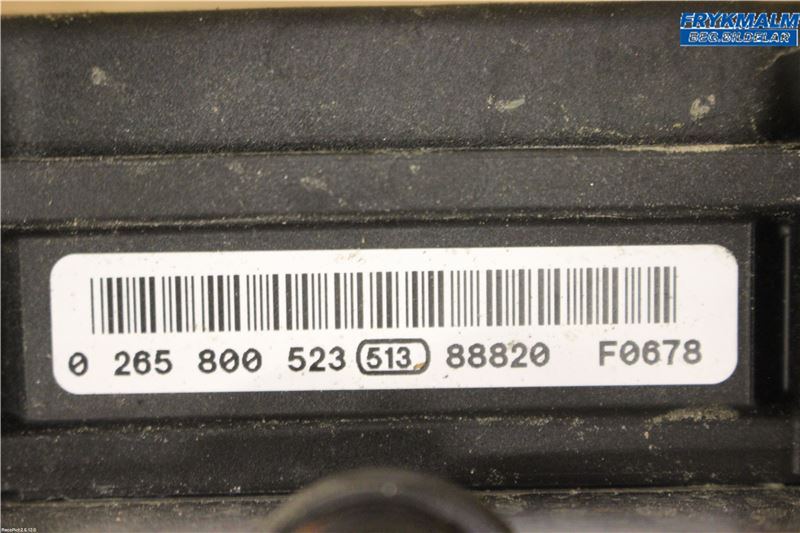 FRYKMALM
BEG.BILDELAR
0 265 800 523 513 88820 F0678